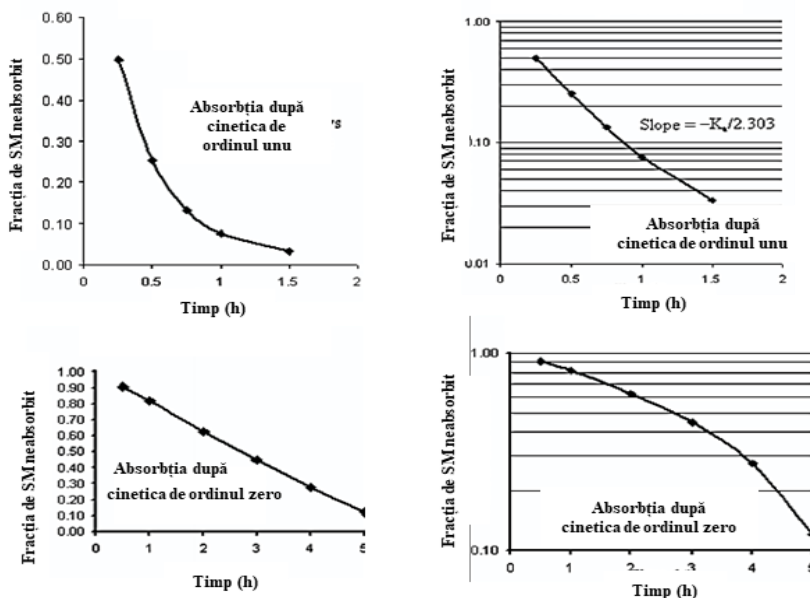 Fracția de SM neabsorbit
0.60
0.50
0.40
0.30
0.20
0.10
0.00
Absorbția după
cinetica de
ordinul unu
rs
0
0.5
1
1.5
2
Timp (h)
Fracția de SM neabsorbit
1.00
0.10
0.01
Slope = −Ka/2.303
Absorbția după
cinetica de ordinul unu
0
0.5
1
1.5
2
Timp (h)
Fracția de SM neabsorbit
1.00
0.90
0.80
0.70
0.60
0.50
0.40
0.30
0.20
0.10
0.00
Absorbția după
cinetica de ordinul zero
0
1
2
3
4
5
Timp (h)
Fracția de SM neabsorbit
1.00
0.10
Absorbția după
cinetica de ordinul zero
0
1
2
3
4
5
Timp (h)